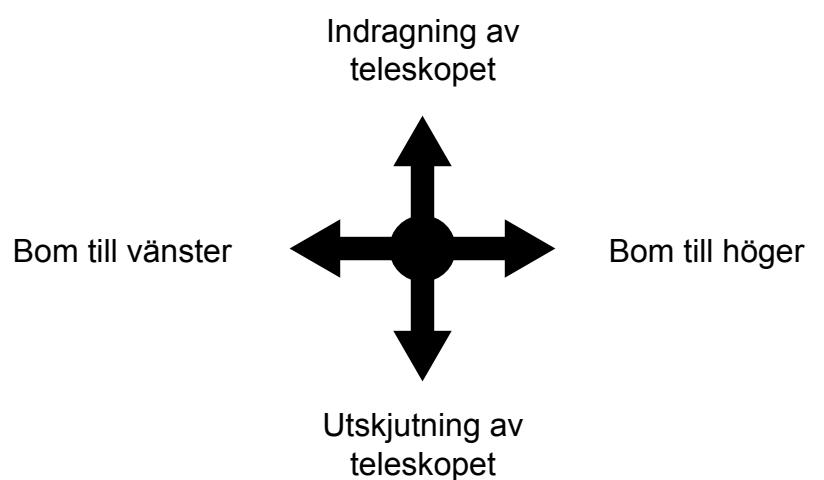 Indragning av
teleskopet
Bom till vänster
Bom till höger
Utskjutning av
teleskopet